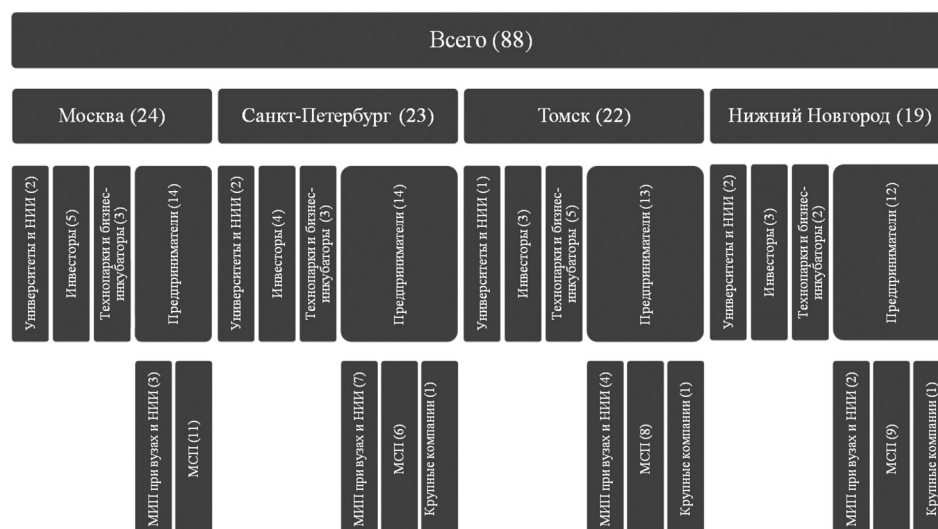 Всего (88)
Москва (24)
Санкт-Петербург (23)
Томск (22)
Нижний Новгород (19)
Университеты и НИИ (2)
Инвесторы (5)
Технопарки и бизнес-
инкубаторы (3)
Предприниматели (14)
Университеты и НИИ (2)
Инвесторы (4)
Технопарки и бизнес-
инкубаторы (3)
Предприниматели (14)
Университеты и НИИ (1)
Инвесторы (3)
Технопарки и бизнес-
инкубаторы (5)
Предприниматели (13)
Университеты и НИИ (2)
Инвесторы (3)
Технопарки и бизнес-
инкубаторы (2)
Предприниматели (12)
МИП при вузах и НИИ (3)
МСП (11)
МИП при вузах и НИИ (7)
МСП (6)
Крупные компании (1)
МИП при вузах и НИИ (4)
МСП (8)
Крупные компании (1)
МИП при вузах и НИИ (2)
МСП (9)
Крупные компании (1)